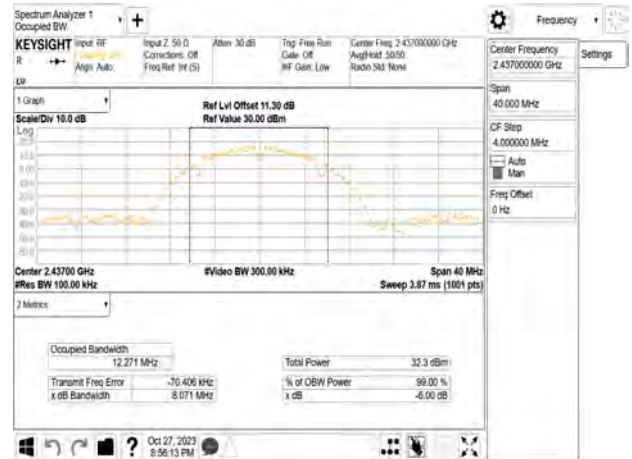 Spectrum Analyzer 1
Occupied BW
+
Frequency
KEYSIGHT
Input: RF
Input Z: 50 Ω
Atten: 30 dB
Trig: Free Run
Center Freq: 2.437000000 GHz
R
Corrections: Off
Gate: Off
Avg|Hold: 50/50
Align: Auto
Freq Ref: Int (S)
#IF Gain: Low
Radio Std: None
Center Frequency
2.437000000 GHz
Settings
Span
40.000 MHz
CF Step
4.000000 MHz
Auto
Man
Freq Offset
0 Hz
1 Graph
Scale/Div 10.0 dB
Ref Lvl Offset 11.30 dB
Ref Value 30.00 dBm
Log
Center 2.43700 GHz
#Video BW 300.00 kHz
Span 40 MHz
#Res BW 100.00 kHz
Sweep 3.87 ms (1001 pts)
2 Metrics
Occupied Bandwidth
12.271 MHz
Total Power
32.3 dBm
Transmit Freq Error
-70.406 kHz
% of OBW Power
99.00 %
x dB Bandwidth
8.071 MHz
x dB
-6.00 dB
?
Oct 27, 2023
8:56:13 PM